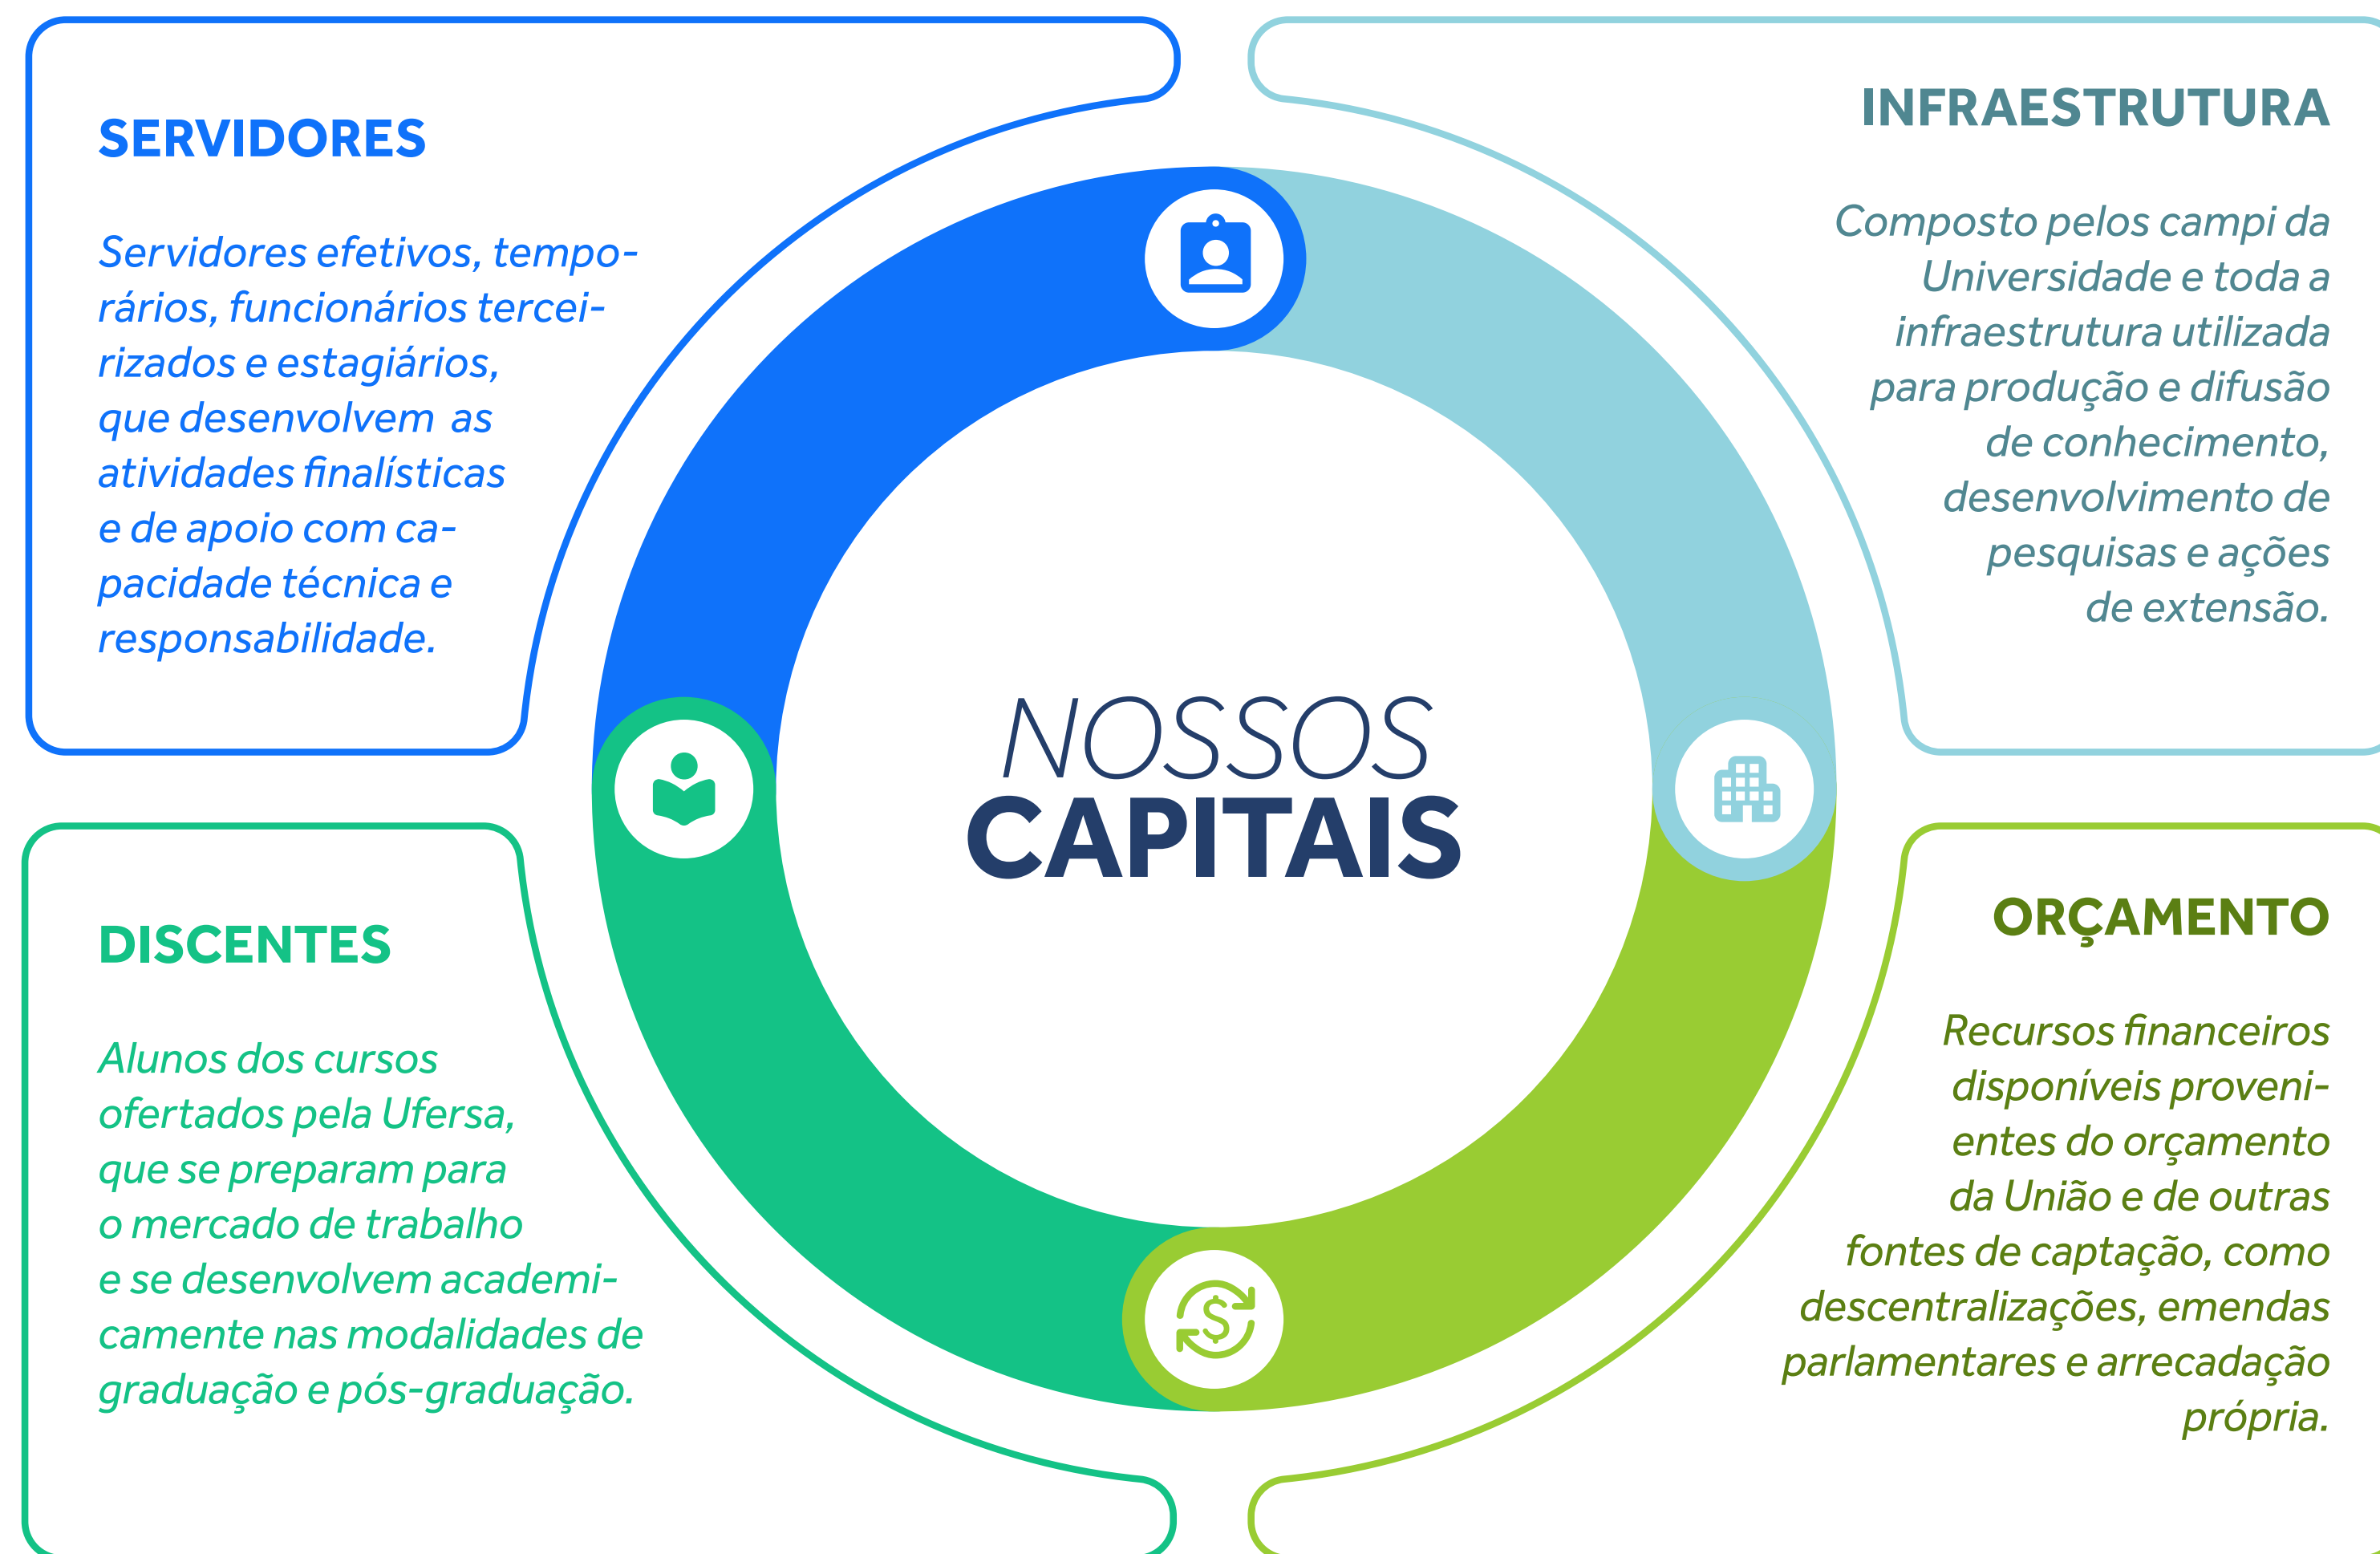 SERVIDORES
Servidores efetivos, tempo-
rários, funcionários tercei-
rizados e estagiários,
que desenvolvem as
atividades finalísticas
e de apoio com ca-
pacidade técnica e
responsabilidade.
INFRAESTRUTURA
Composto pelos campi da
Universidade e toda a
infraestrutura utilizada
para produção e difusão
de conhecimento,
desenvolvimento de
pesquisas e ações
de extensão.
NOSSOS
CAPITAIS
DISCENTES
Alunos dos cursos
ofertados pela Ufersa,
que se preparam para
o mercado de trabalho
e se desenvolvem academi-
camente nas modalidades de
graduação e pós-graduação.
ORÇAMENTO
Recursos financeiros
disponíveis proveni-
entes do orçamento
da União e de outras
fontes de captação, como
descentralizações, emendas
parlamentares e arrecadação
própria.
$